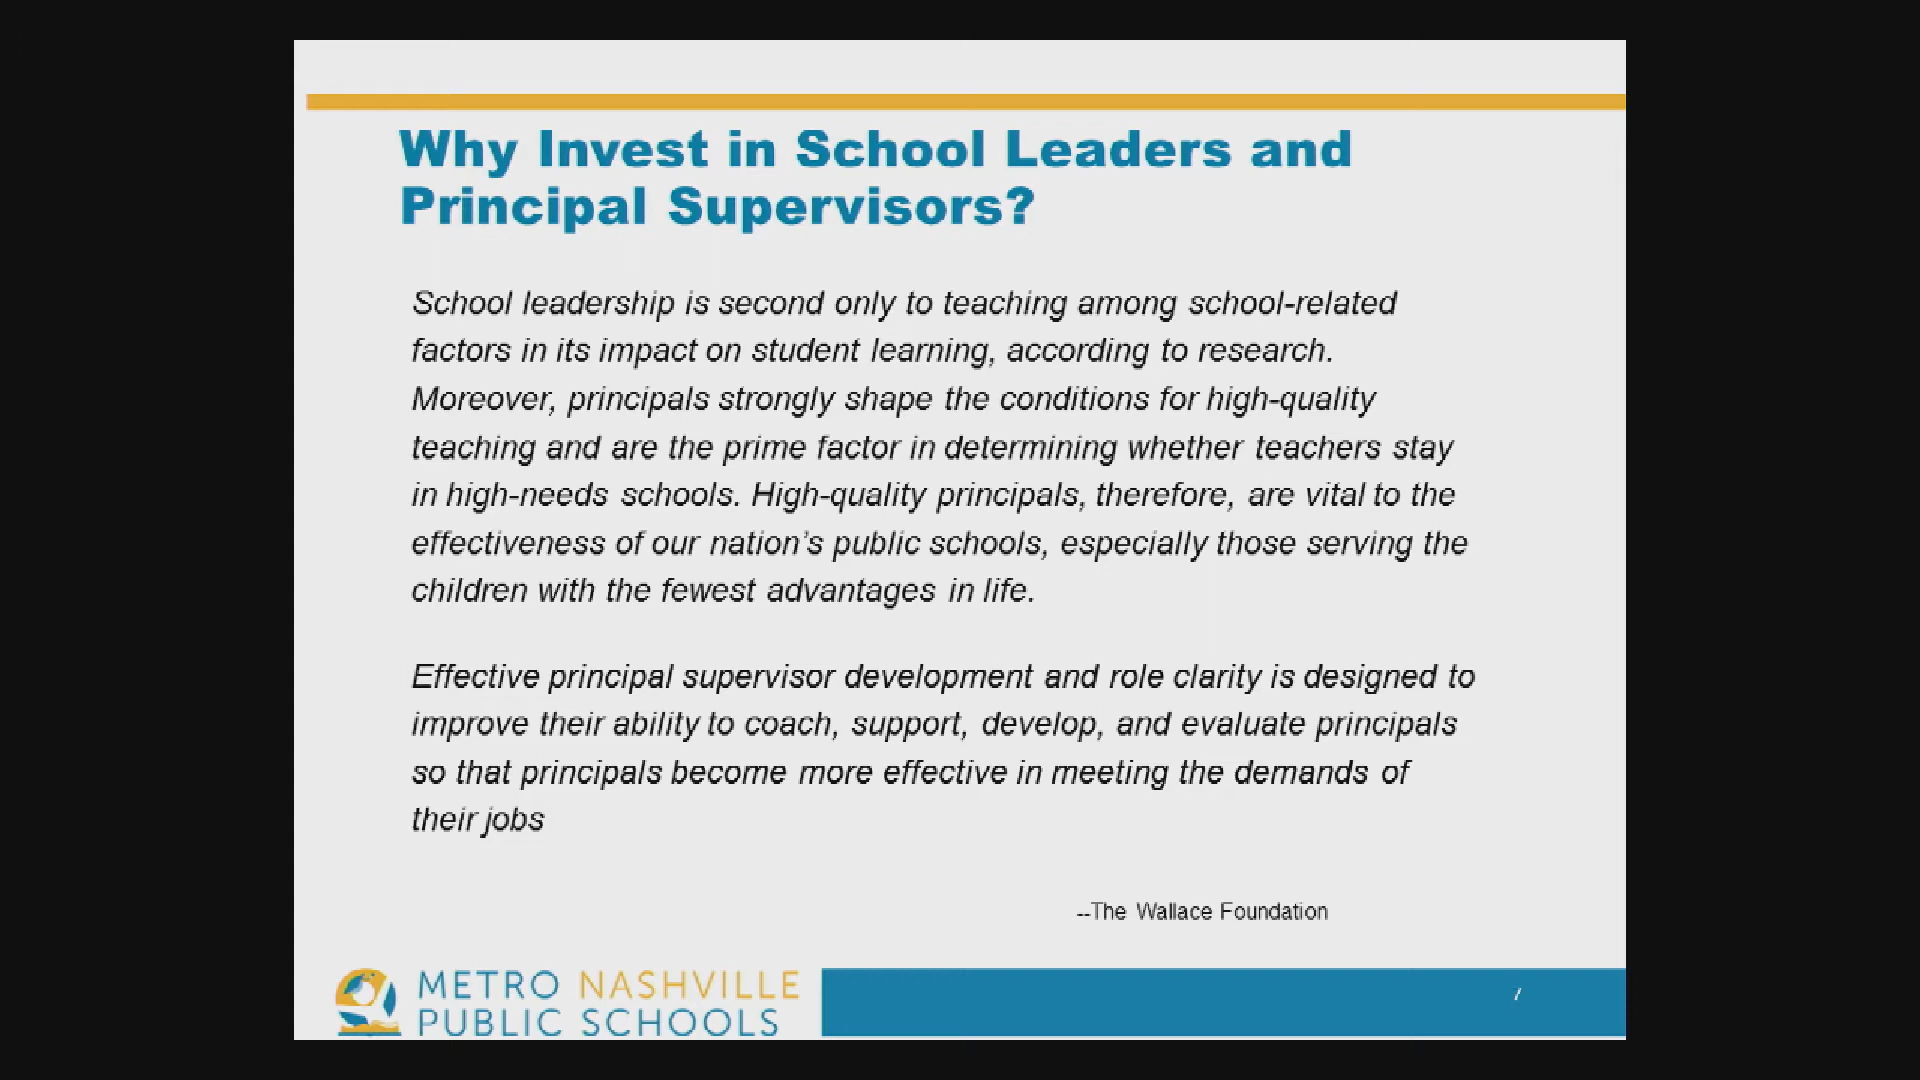 Why Invest in School Leaders and
Principal Supervisors?
School leadership is second only to teaching among school-related
factors in its impact on student learning, according to research.
Moreover, principals strongly shape the conditions for high-quality
teaching and are the prime factor in determining whether teachers stay
in high-needs schools. High-quality principals, therefore, are vital to the
effectiveness of our nation’s public schools, especially those serving the
children with the fewest advantages in life.
Effective principal supervisor development and role clarity is designed to
improve their ability to coach, support, develop, and evaluate principals
so that principals become more effective in meeting the demands of
their jobs
--The Wallace Foundation
METRO NASHVILLE
PUBLIC SCHOOLS
7